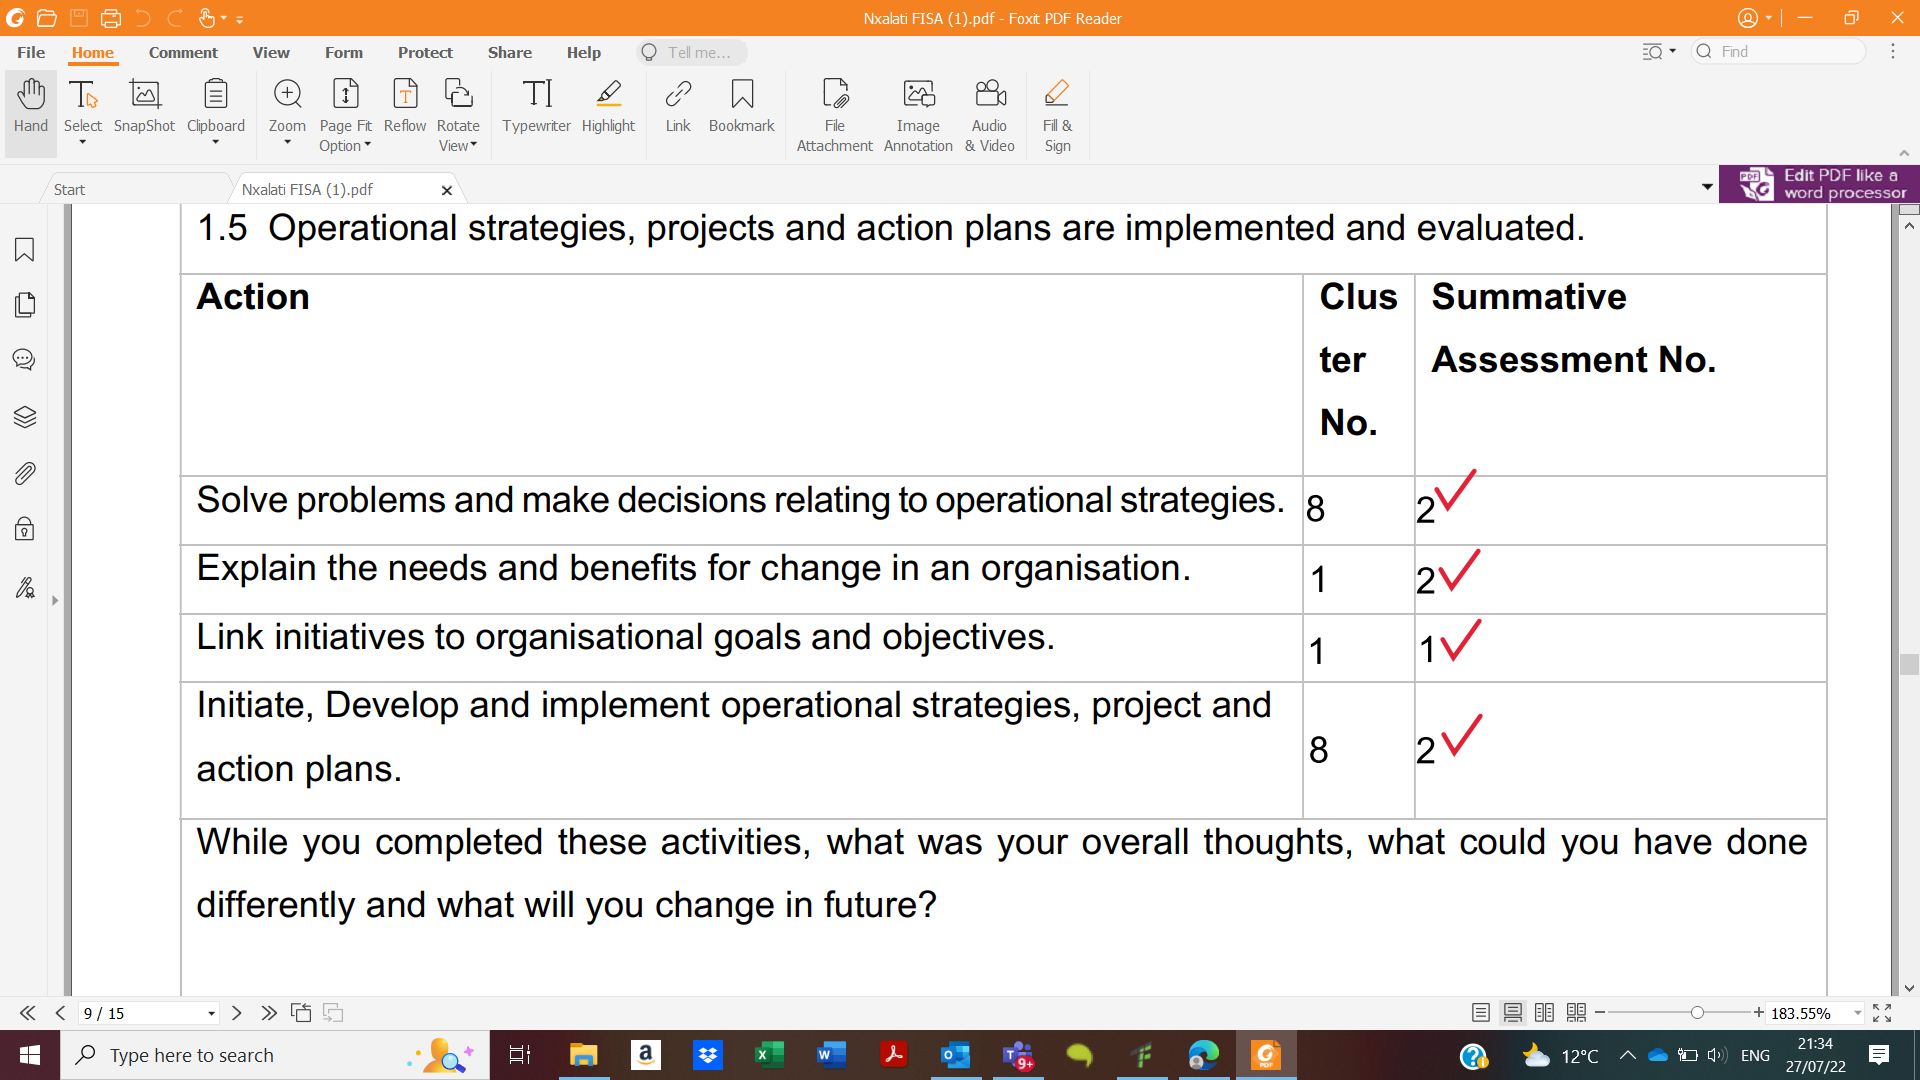 Nxalati FISA (1).pdf - Foxit PDF Reader
File Home Comment View Form Protect Share Help Tell me... Find
Hand Select SnapShot Clipboard Zoom Page Fit Option Reflow Rotate View Typewriter Highlight Link Bookmark File Attachment Image Annotation Audio & Video Fill & Sign
Start Nxalati FISA (1).pdf Edit PDF like a word processor
1.5 Operational strategies, projects and action plans are implemented and evaluated.
Action Clus Summative
ter Assessment No.
No.
Solve problems and make decisions relating to operational strategies. 8 2
Explain the needs and benefits for change in an organisation. 1 2
Link initiatives to organisational goals and objectives. 1 1
Initiate, Develop and implement operational strategies, project and
action plans. 8 2
While you completed these activities, what was your overall thoughts, what could you have done
differently and what will you change in future?
9 / 15 183.55%
Type here to search 9+ 12°C ENG 21:34
27/07/22